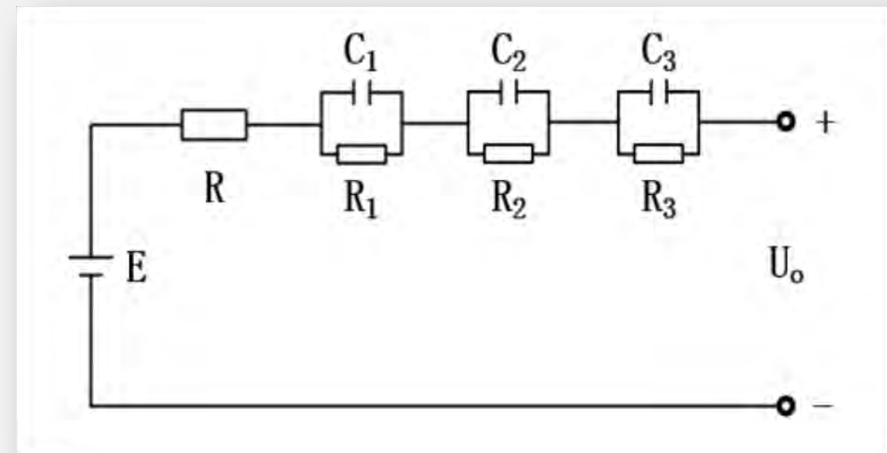 C₁ C₂ C₃
+
R R₁ R₂ R₃
E U₀
−